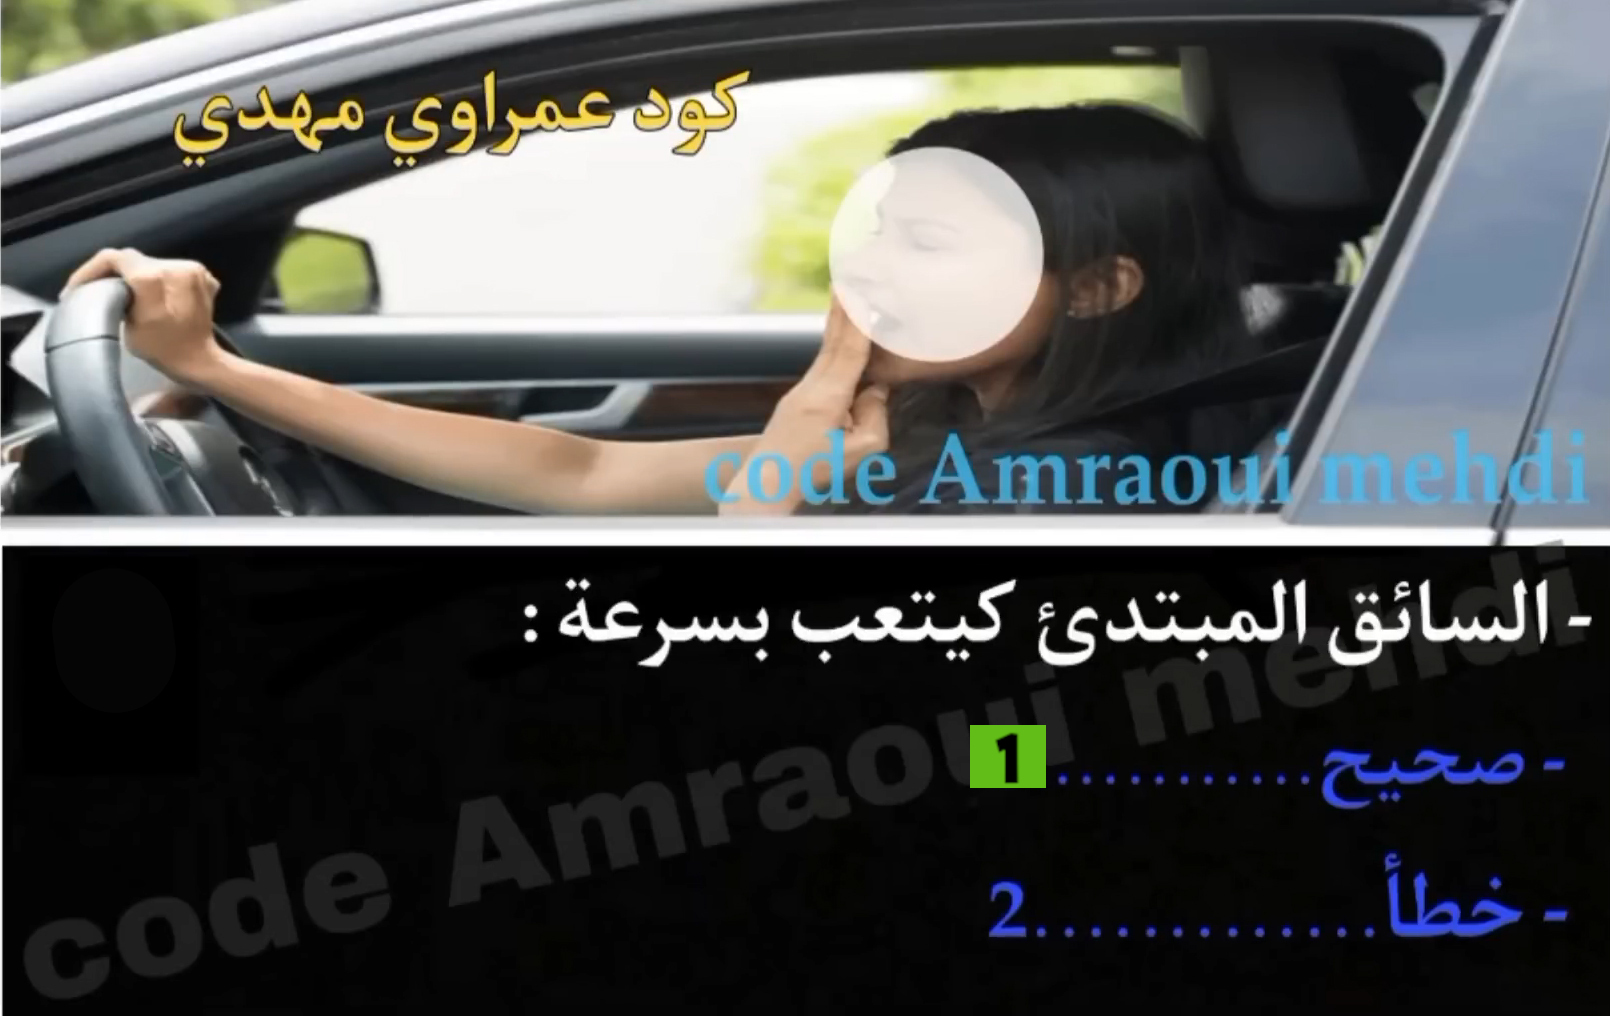 كود عمراوي مهدي
code Amraoui mehdi
- السائق المبتدئ كيتعب بسرعة :
- صحيح...........1
- خطأ.............2
code Amraoui mehdi